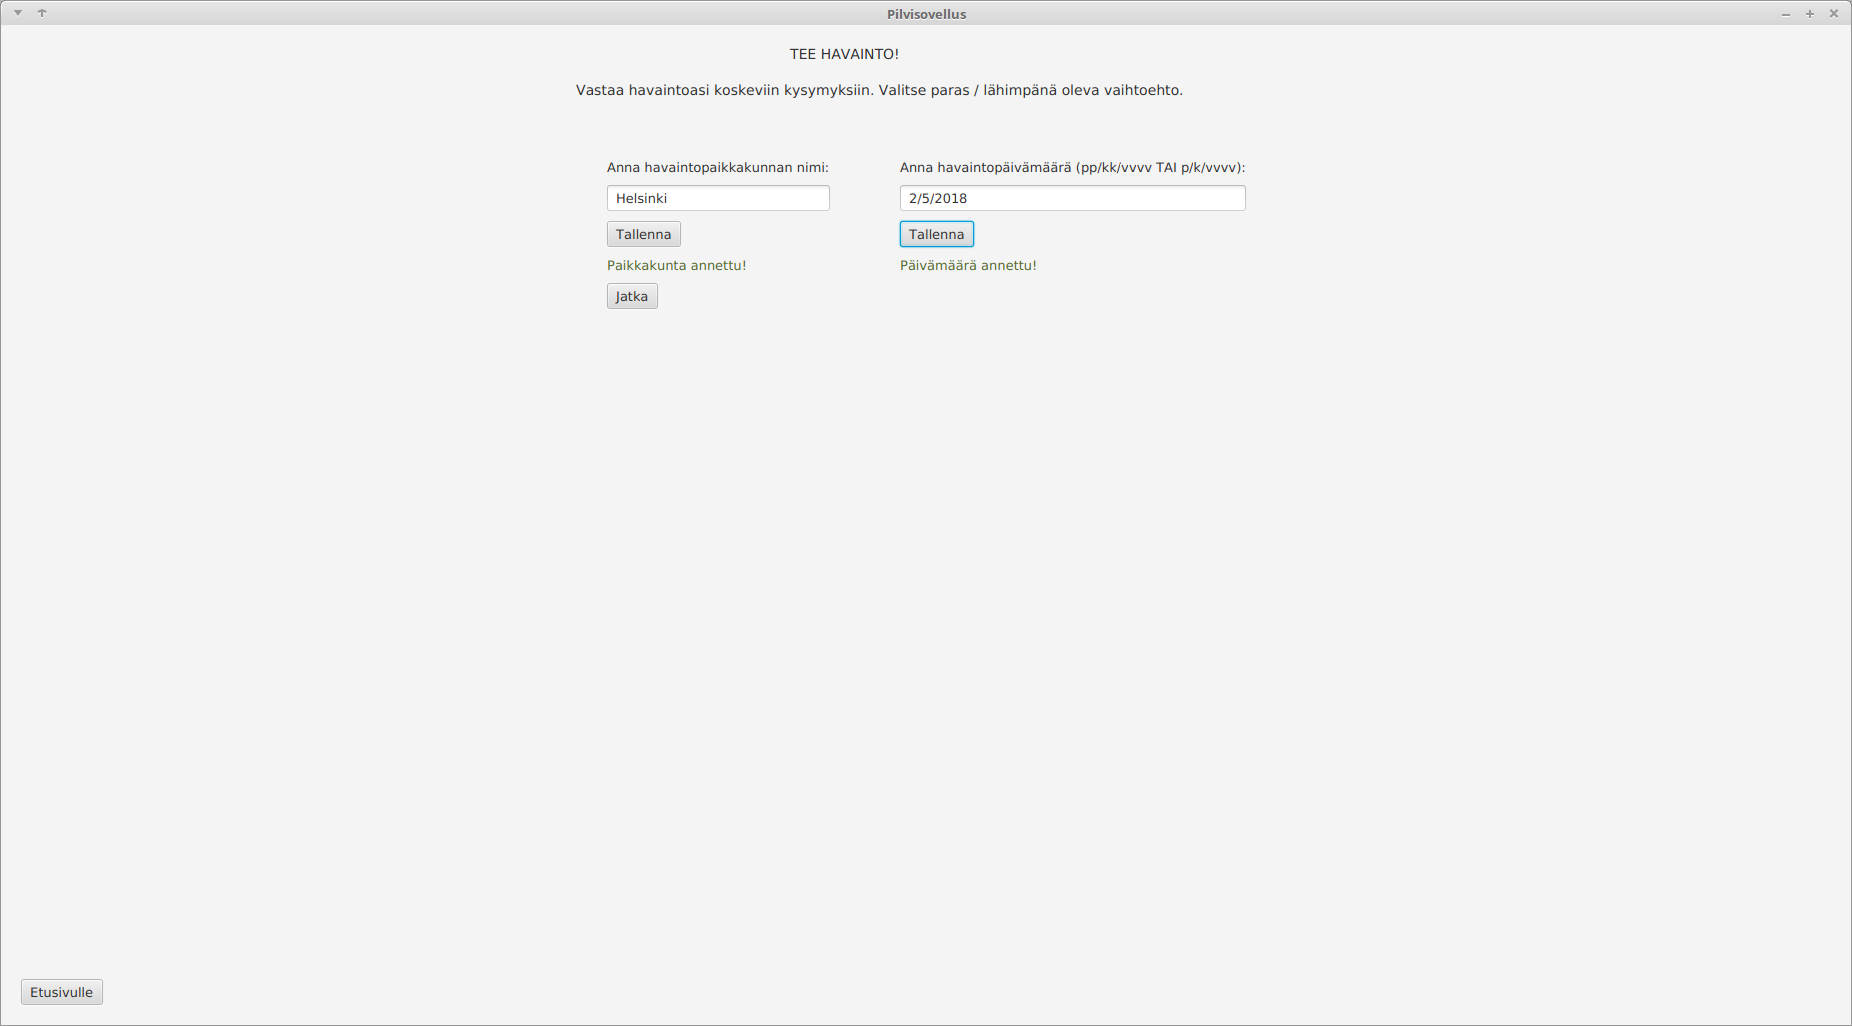 Pilvisovellus
TEE HAVAINTO!
Vastaa havaintoasi koskeviin kysymyksiin. Valitse paras / lähimpänä oleva vaihtoehto.
Anna havaintopaikkakunnan nimi:
Helsinki
Tallenna
Paikkakunta annettu!
Jatka
Anna havaintopäivämäärä (pp/kk/vvvv TAI p/k/vvvv):
2/5/2018
Tallenna
Päivämäärä annettu!
Etusivulle